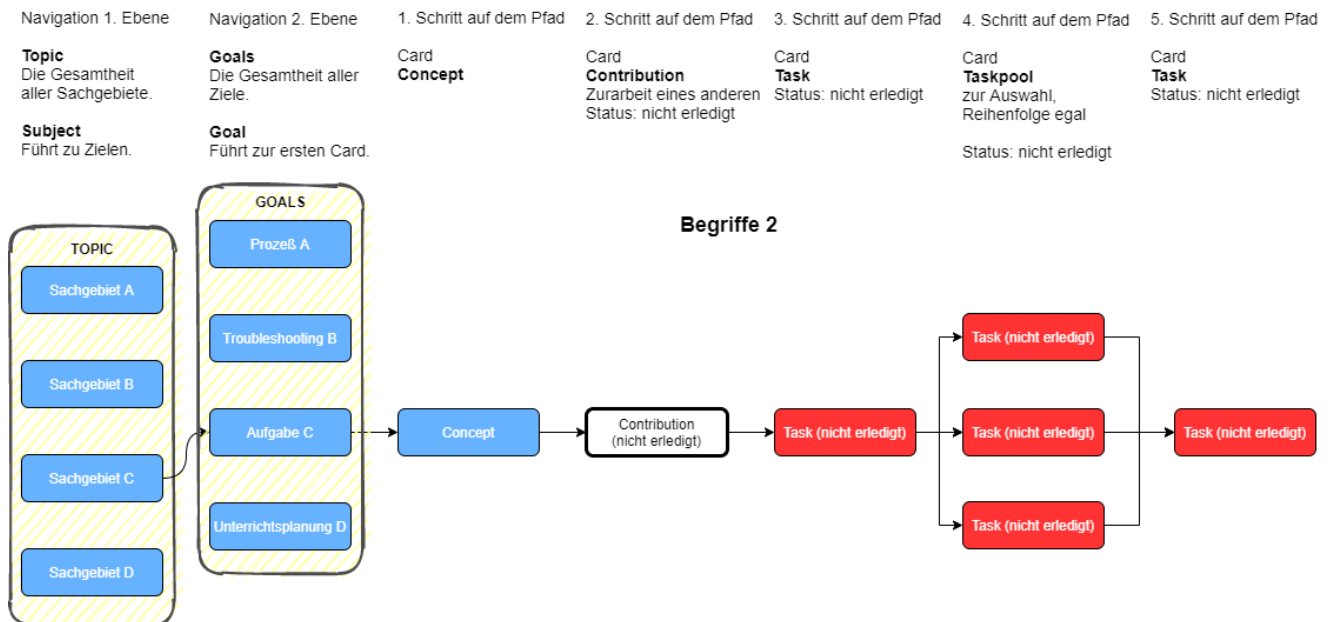 Navigation 1. Ebene
Topic
Die Gesamtheit
aller Sachgebiete.
Subject
Führt zu Zielen.
Navigation 2. Ebene
Goals
Die Gesamtheit aller
Ziele.
Goal
Führt zur ersten Card.
1. Schritt auf dem Pfad
Card
Concept
2. Schritt auf dem Pfad
Card
Contribution
Zurarbeit eines anderen
Status: nicht erledigt
3. Schritt auf dem Pfad
Card
Task
Status: nicht erledigt
4. Schritt auf dem Pfad
Card
Taskpool
zur Auswahl,
Reihenfolge egal
Status: nicht erledigt
5. Schritt auf dem Pfad
Card
Task
Status: nicht erledigt
Begriffe 2
TOPIC
Sachgebiet A
Sachgebiet B
Sachgebiet C
Sachgebiet D
GOALS
Prozeß A
Troubleshooting B
Aufgabe C
Unterrichtsplanung D
Concept
Contribution
(nicht erledigt)
Task (nicht erledigt)
Task (nicht erledigt)
Task (nicht erledigt)
Task (nicht erledigt)
Task (nicht erledigt)